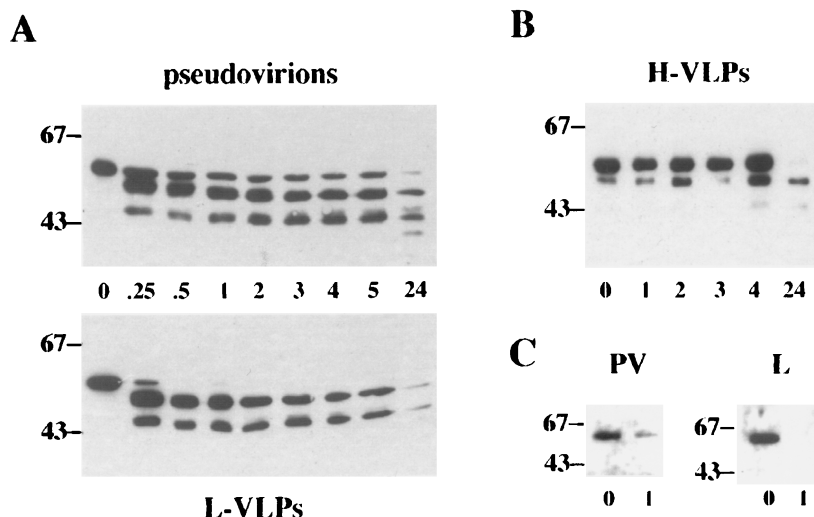 A
pseudovirions
67–
43–
0 .25 .5 1 2 3 4 5 24
67–
43–
L-VLPs
B
H-VLPs
67–
43–
0 1 2 3 4 24
C
PV
L
67–
43–
0 1
67–
43–
0 1